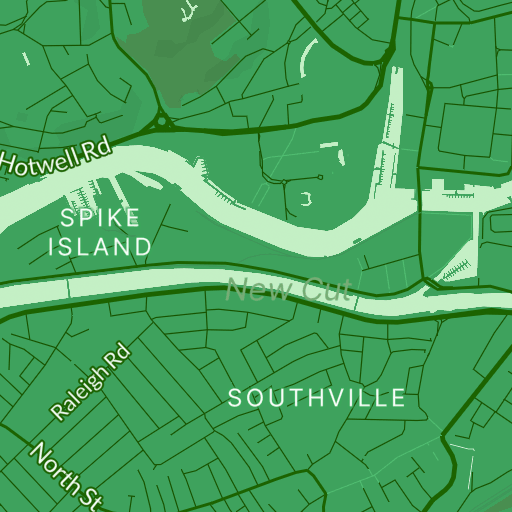 Hotwell Rd
SPIKE
ISLAND
New Cut
Raleigh Rd
SOUTHVILLE
North St